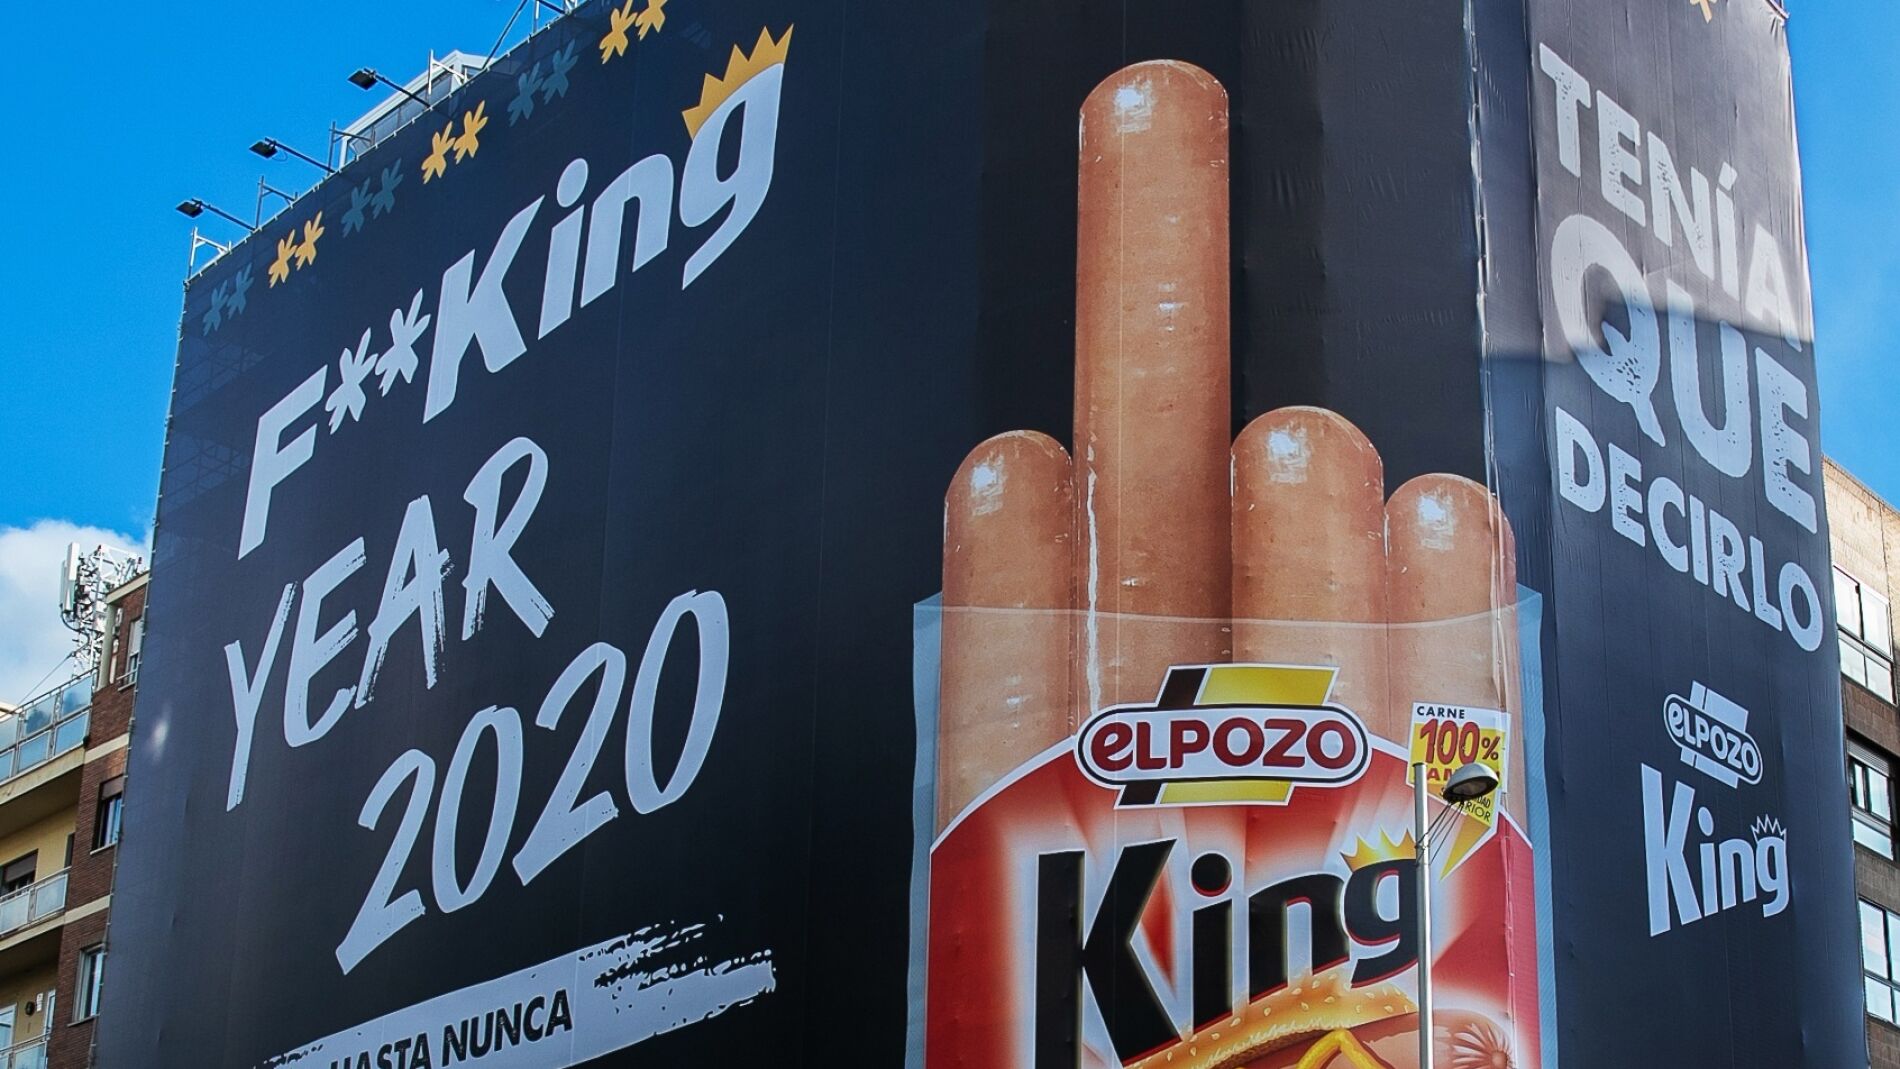 F**King
YEAR
2020
HASTA NUNCA
eLPOZO
CARNE
100%
King
TENÍA
QUE
DECIRLO
eLPOZO
King